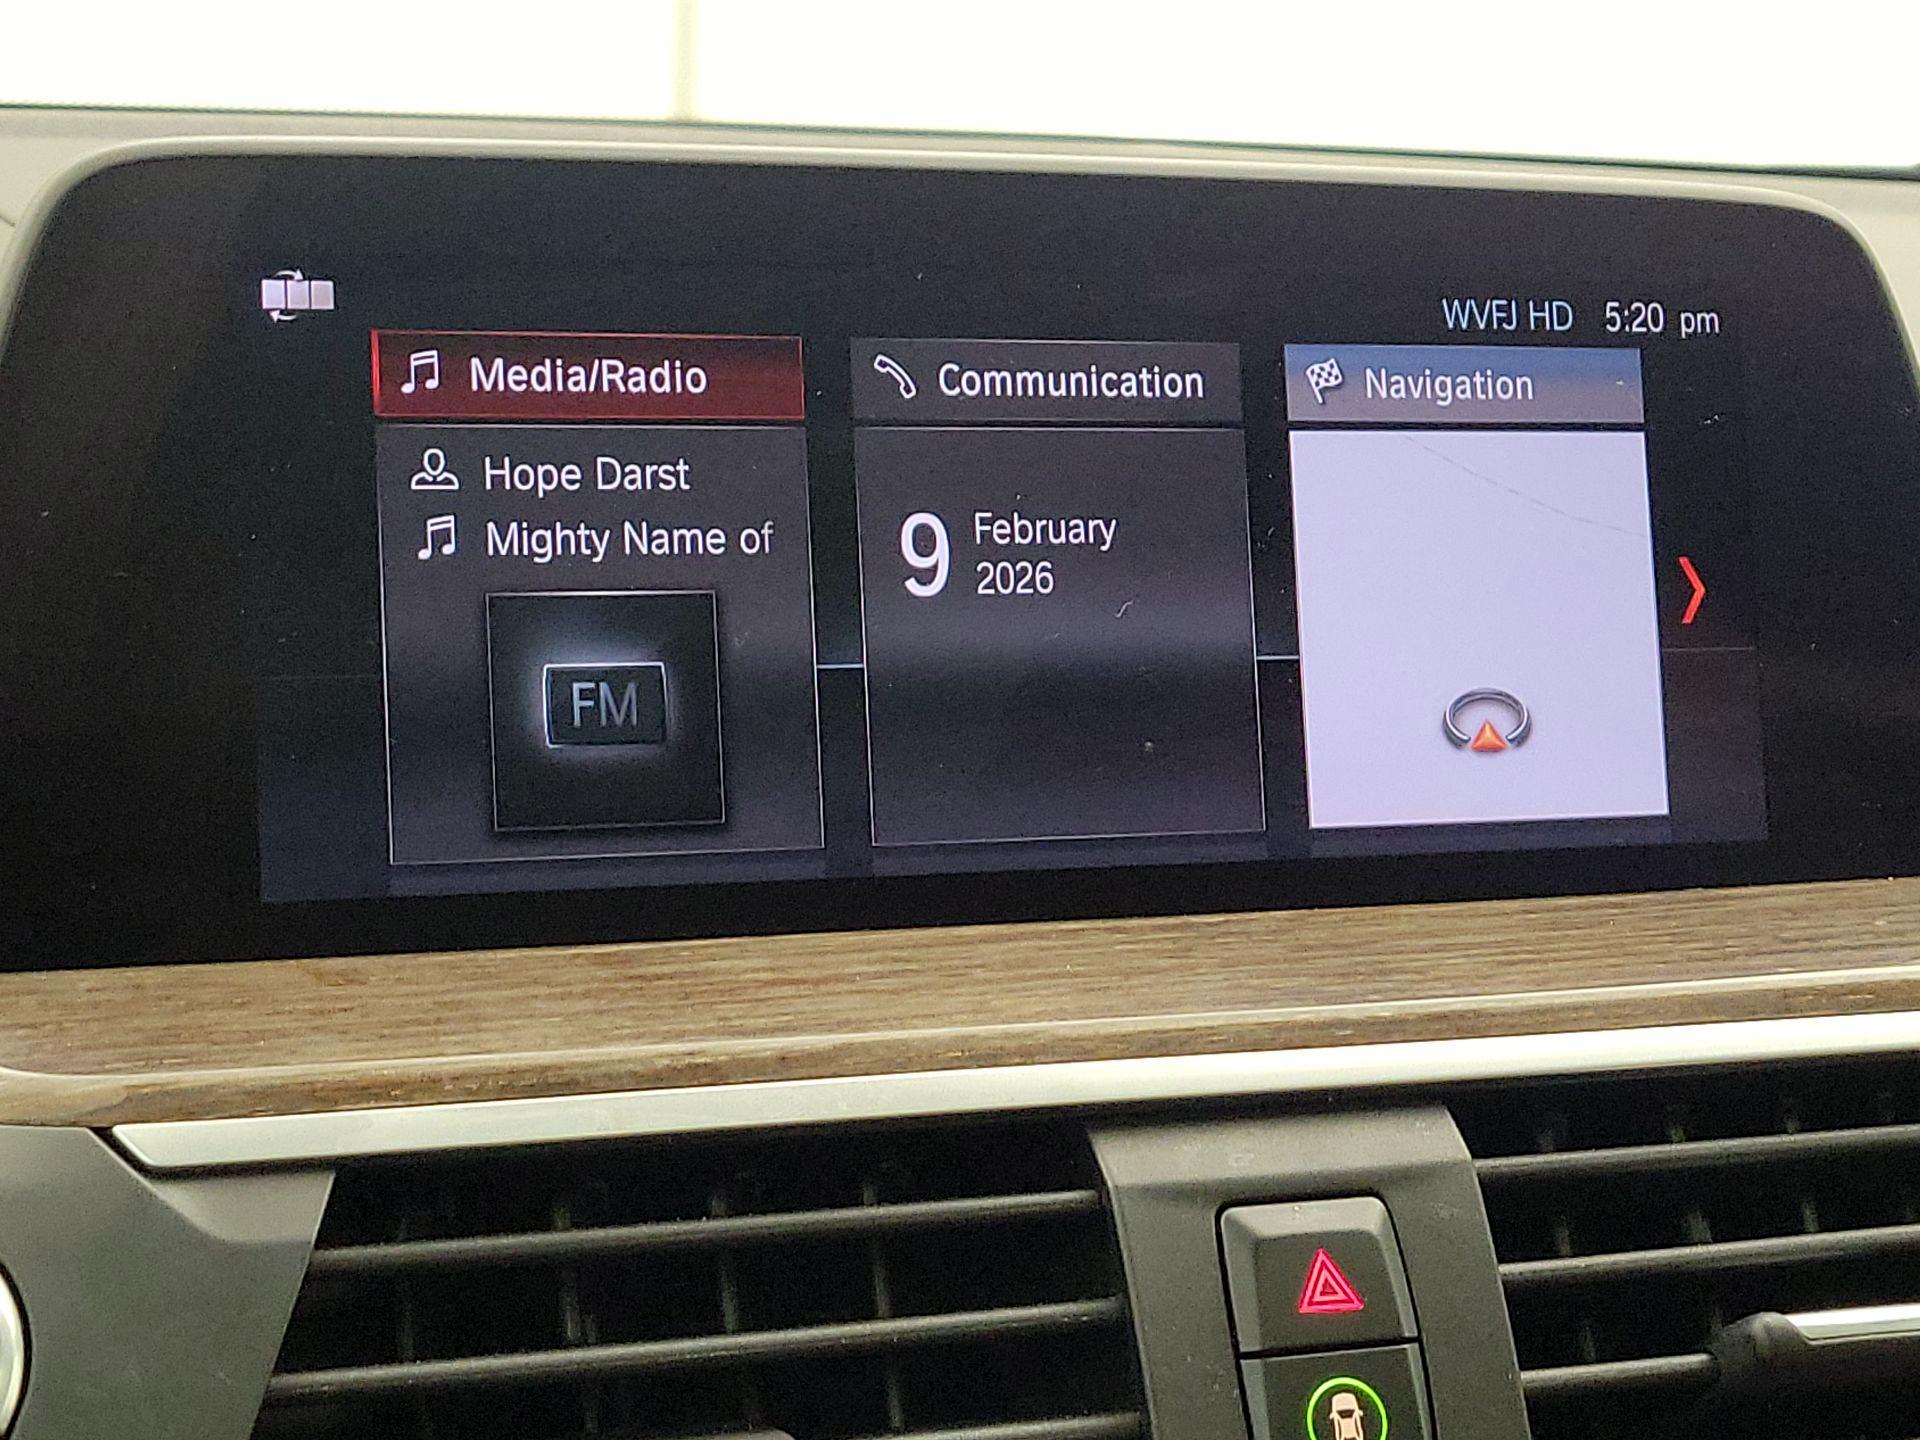 WVFJ HD 5:20 pm
Media/Radio
Hope Darst
Mighty Name of
FM
Communication
9 February
2026
Navigation